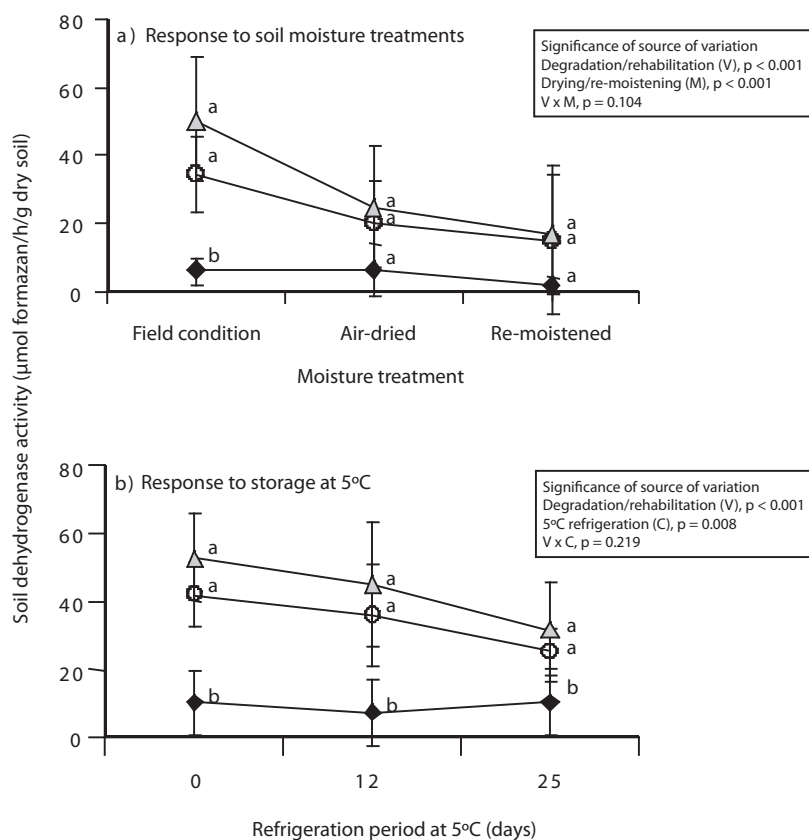 Soil dehydrogenase activity (µmol formazan/h/g dry soil)
80
60
40
20
0
a) Response to soil moisture treatments
Significance of source of variation
Degradation/rehabilitation (V), p < 0.001
Drying/re-moistening (M), p < 0.001
V x M, p = 0.104
a
a
b
a
a
a
a
a
a
Field condition
Air-dried
Re-moistened
Moisture treatment
80
60
40
20
0
b) Response to storage at 5ºC
Significance of source of variation
Degradation/rehabilitation (V), p < 0.001
5ºC refrigeration (C), p = 0.008
V x C, p = 0.219
a
a
b
a
a
b
a
a
b
0
12
25
Refrigeration period at 5ºC (days)